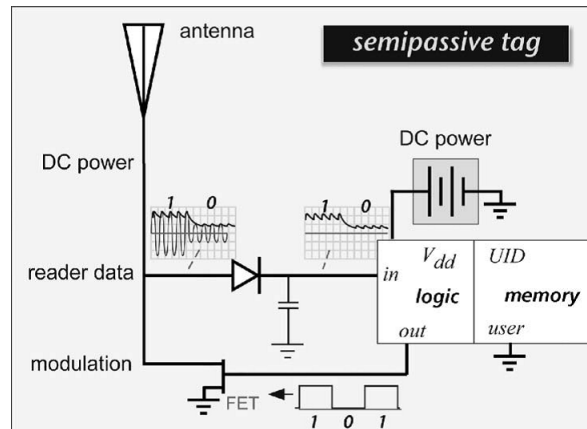 antenna
semipassive tag
DC power
DC power
1 0
1 0
reader data
in
V_dd
UID
logic
memory
out
user
modulation
FET
1 0 1